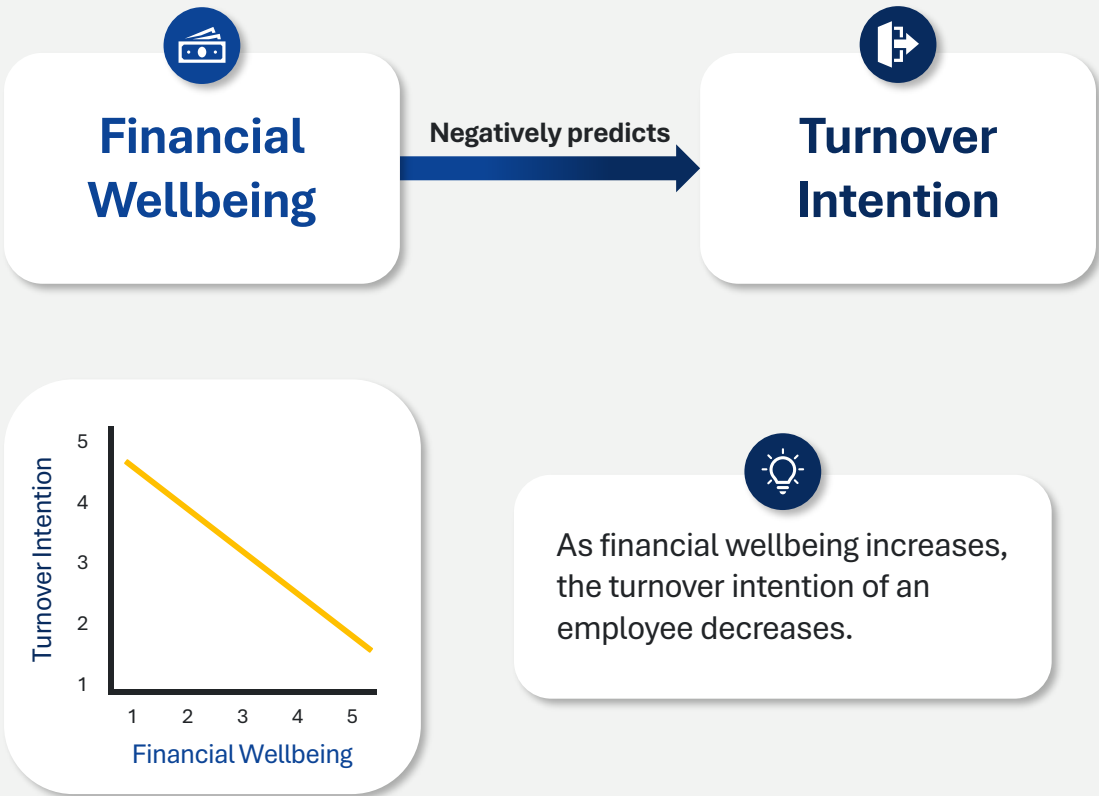 Financial
Wellbeing
Negatively predicts
Turnover
Intention
Turnover Intention
5
4
3
2
1
1 2 3 4 5
Financial Wellbeing
As financial wellbeing increases,
the turnover intention of an
employee decreases.